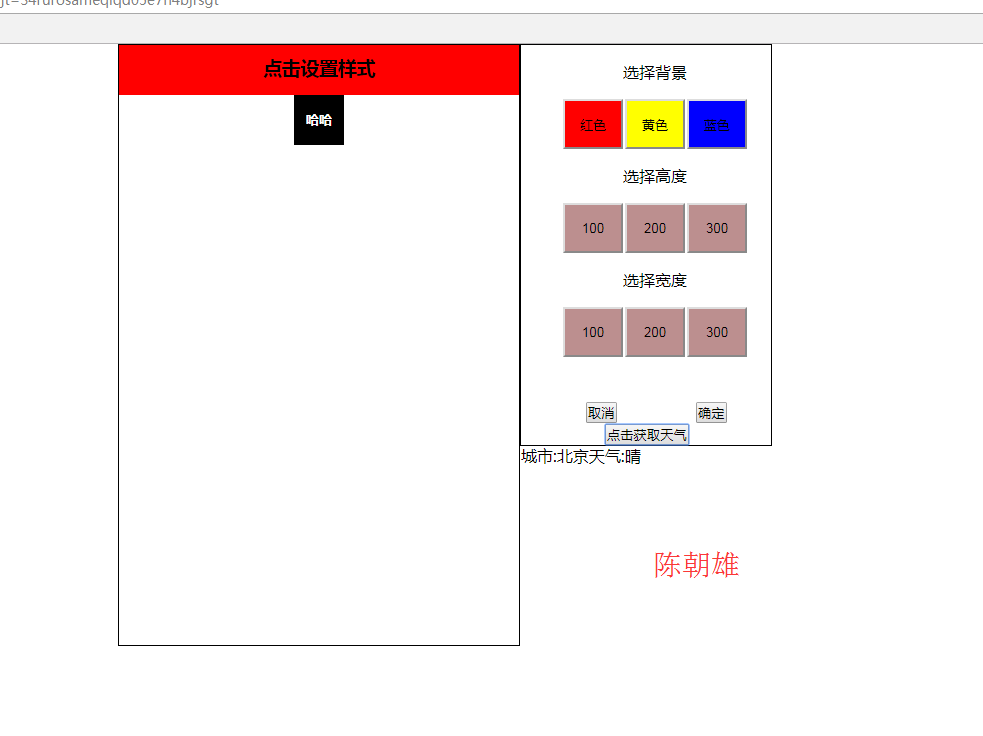 点击设置样式
哈哈
选择背景
红色 黄色 蓝色
选择高度
100 200 300
选择宽度
100 200 300
取消 确定
点击获取天气
城市:北京天气:晴
陈朝雄